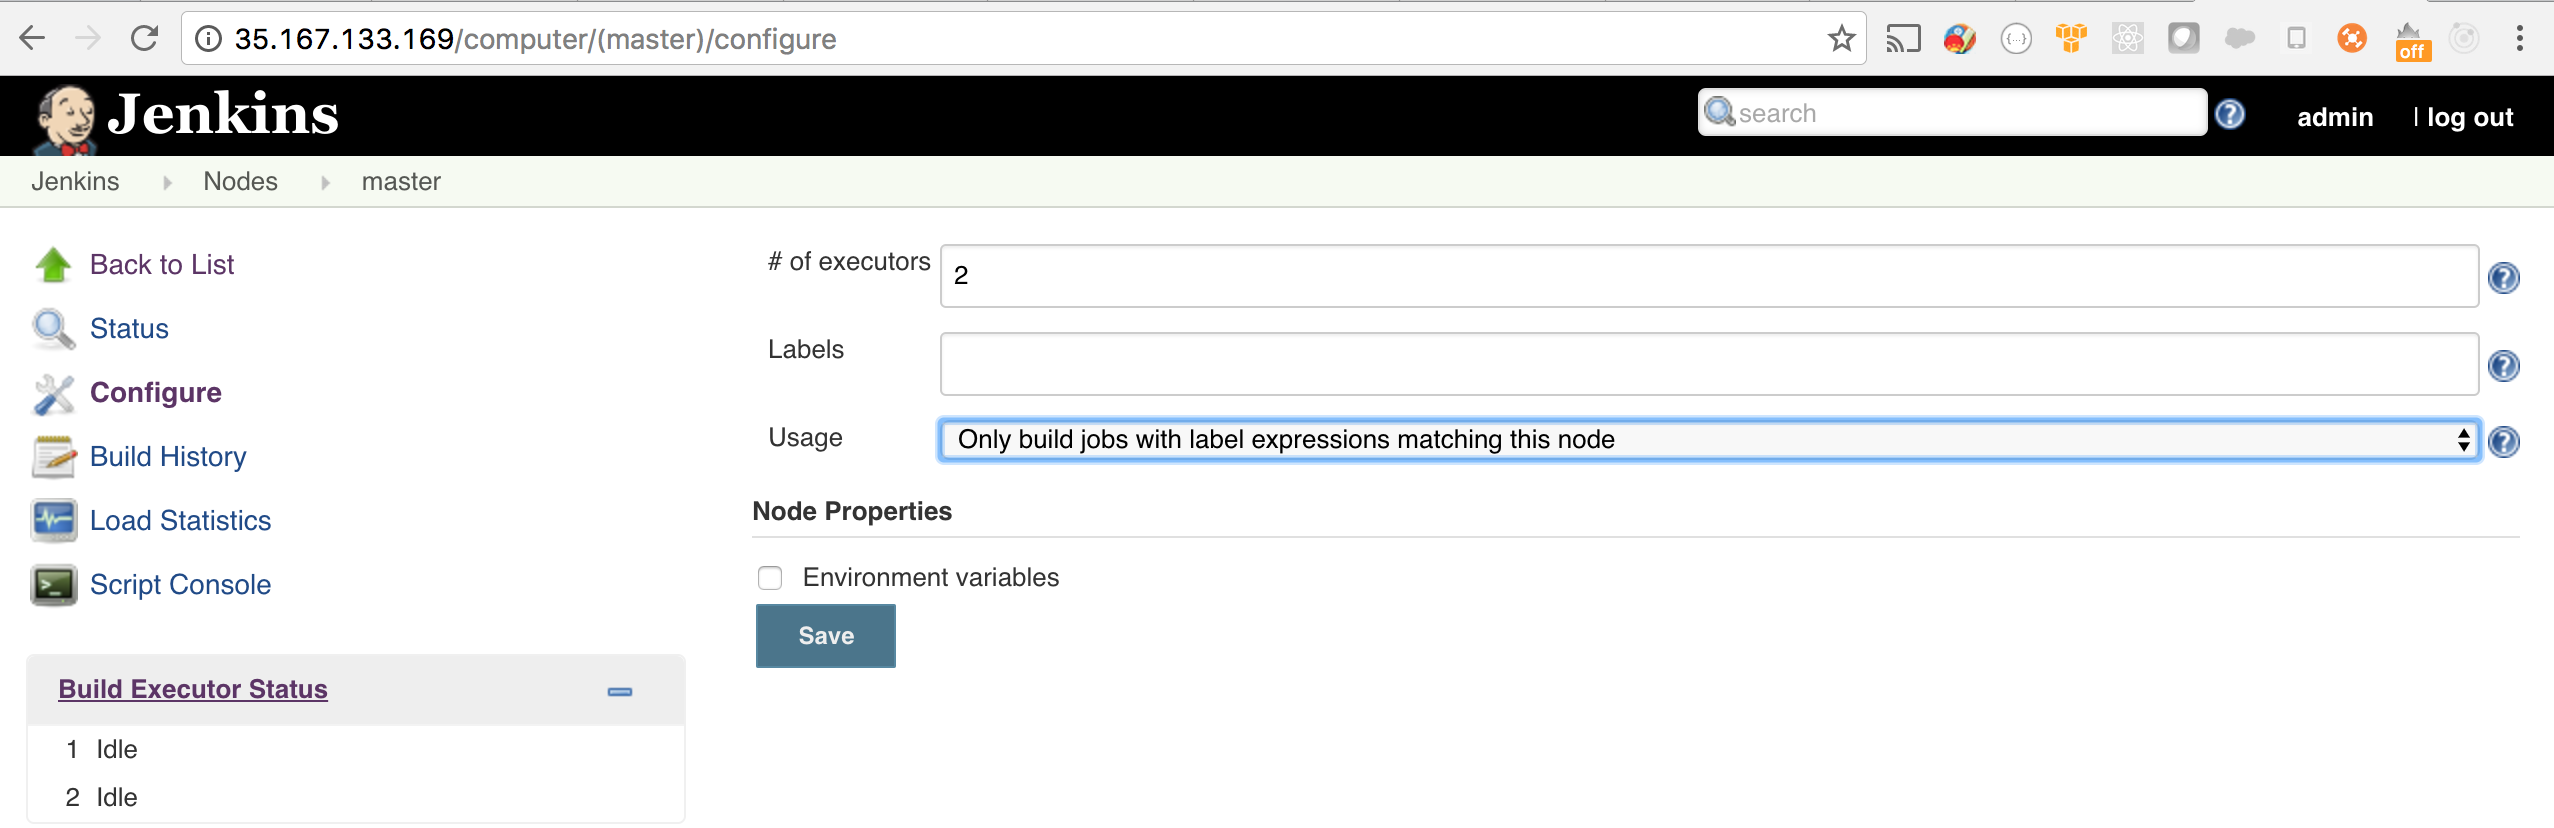 35.167.133.169/computer/(master)/configure
off
Jenkins
search
admin
| log out
Jenkins
Nodes
master
Back to List
Status
Configure
Build History
Load Statistics
Script Console
Build Executor Status
1 Idle
2 Idle
# of executors
2
Labels
Usage
Only build jobs with label expressions matching this node
Node Properties
Environment variables
Save